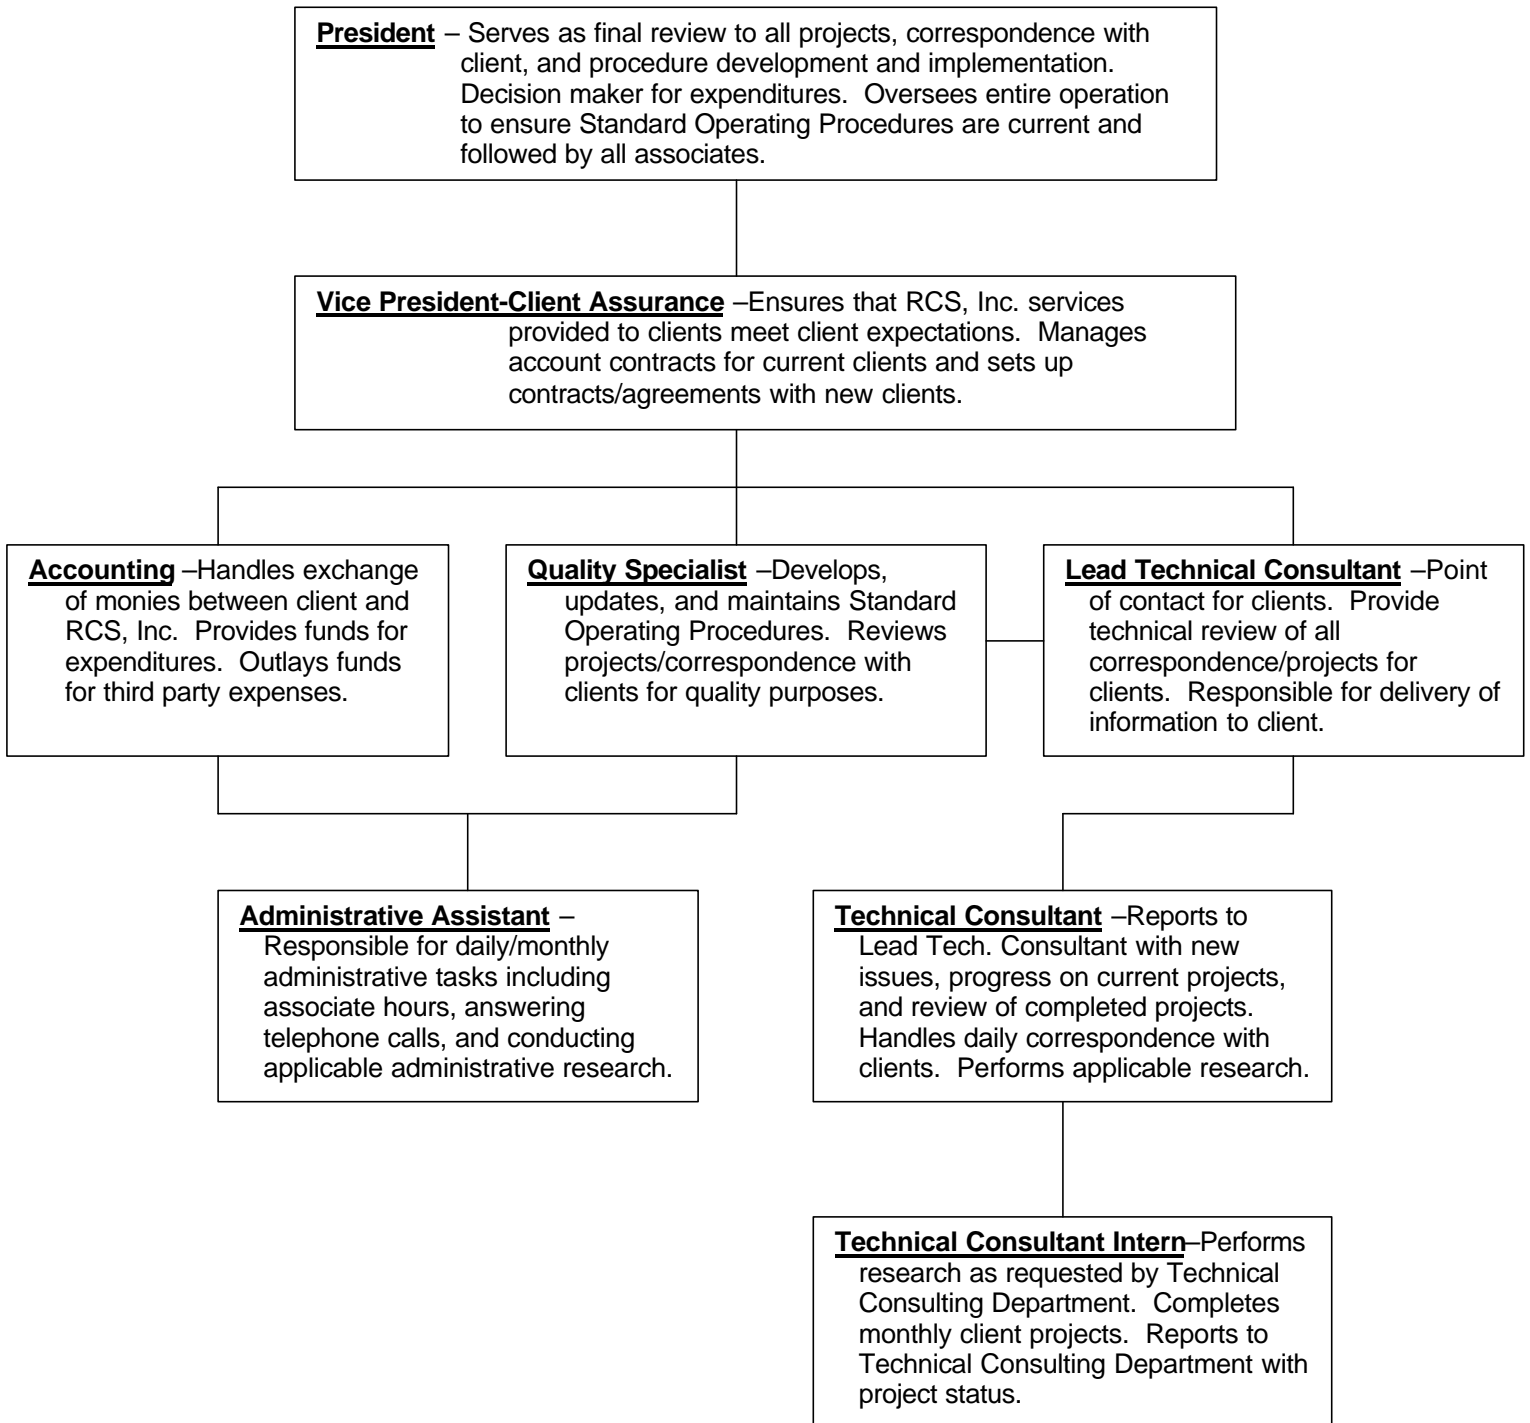 President – Serves as final review to all projects, correspondence with
client, and procedure development and implementation.
Decision maker for expenditures.  Oversees entire operation
to ensure Standard Operating Procedures are current and
followed by all associates.
Vice President-Client Assurance –Ensures that RCS, Inc. services
provided to clients meet client expectations.  Manages
account contracts for current clients and sets up
contracts/agreements with new clients.
Accounting –Handles exchange
of monies between client and
RCS, Inc.  Provides funds for
expenditures.  Outlays funds
for third party expenses.
Quality Specialist –Develops,
updates, and maintains Standard
Operating Procedures.  Reviews
projects/correspondence with
clients for quality purposes.
Lead Technical Consultant –Point
of contact for clients.  Provide
technical review of all
correspondence/projects for
clients.  Responsible for delivery of
information to client.
Administrative Assistant –
Responsible for daily/monthly
administrative tasks including
associate hours, answering
telephone calls, and conducting
applicable administrative research.
Technical Consultant –Reports to
Lead Tech. Consultant with new
issues, progress on current projects,
and review of completed projects.
Handles daily correspondence with
clients.  Performs applicable research.
Technical Consultant Intern–Performs
research as requested by Technical
Consulting Department.  Completes
monthly client projects.  Reports to
Technical Consulting Department with
project status.